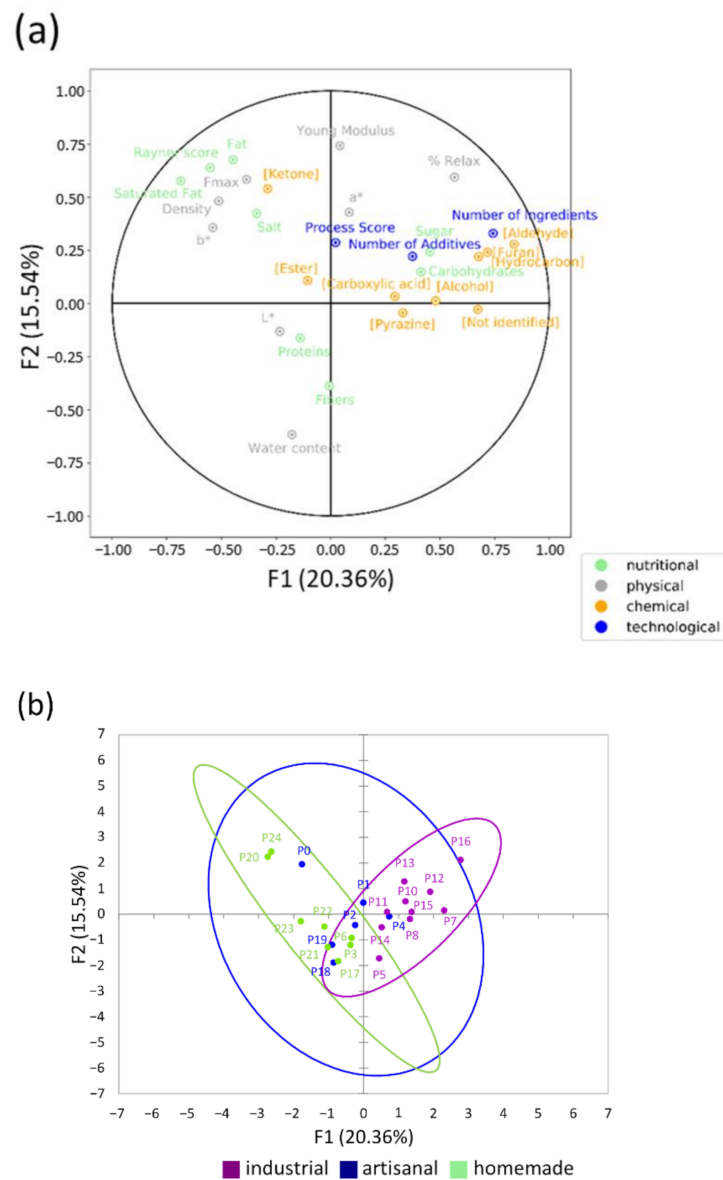 (a)
1.00
0.75
0.50
0.25
0.00
−0.25
−0.50
−0.75
−1.00
F2 (15.54%)
Young Modulus
Fat
Rayner score
% Relax
[Ketone]
Fmax
Saturated Fat
Density
a*
Salt
Number of Ingredients
b*
Process Score
Sugar
[Aldehyde]
Number of Additives
[Furan]
[Hydrocarbon]
[Ester]
Carbohydrates
[Carboxylic acid]
[Alcohol]
L*
[Pyrazine]
[Not identified]
Proteins
Fibers
Water content
−1.00 −0.75 −0.50 −0.25 0.00 0.25 0.50 0.75 1.00
F1 (20.36%)
nutritional
physical
chemical
technological
(b)
7
6
5
4
3
2
1
0
−1
−2
−3
−4
−5
−6
−7
F2 (15.54%)
P16
P24
P0
P20
P13
P12
P1
P10
P11
P15
P22
P7
P23
P2
P4
P8
P19
P6
P14
P21
P3
P18
P17
P5
−7 −6 −5 −4 −3 −2 −1 0 1 2 3 4 5 6 7
F1 (20.36%)
industrial artisanal homemade